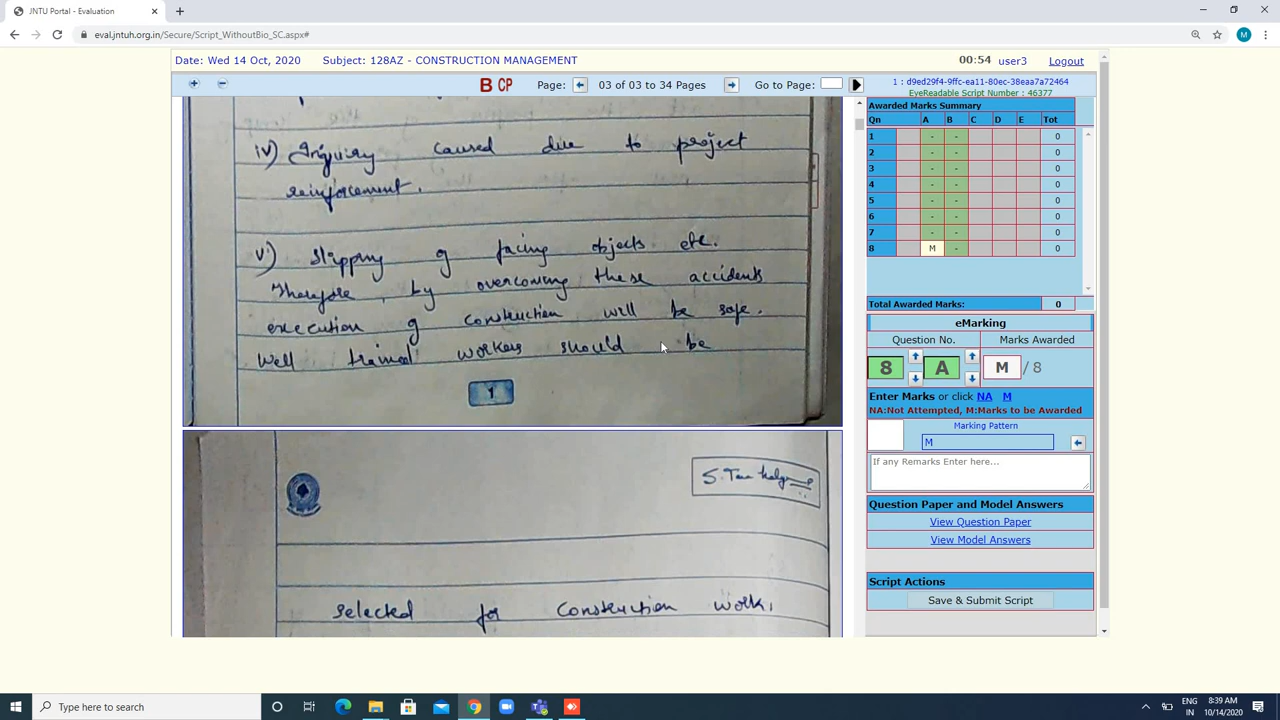 JNTU Portal - Evaluation
eval.jntuh.org.in/Secure/Script_WithoutBio_SC.aspx#
M
Date: Wed 14 Oct, 2020
Subject: 128AZ - CONSTRUCTION MANAGEMENT
00:54
user3
Logout
B CP
Page:
03 of 03 to 34 Pages
Go to Page:
1 : d9ed29f4-9ffc-ea11-80ec-38eaa7a72464
EyeReadable Script Number : 46377
iv) Inquiry caused due to project
reinforcement.
v) Slipping of facing objects etc.
Therefore, by overcoming these accidents
execution of construction will be safe.
Well trained workers should be
1
selected for Construction work.
Awarded Marks Summary
Qn A B C D E Tot
1 - - 0
2 - - 0
3 - - 0
4 - - 0
5 - - 0
6 - - 0
7 - - 0
8 M - 0
Total Awarded Marks: 0
eMarking
Question No. Marks Awarded
8 A M / 8
Enter Marks or click NA M
NA:Not Attempted, M:Marks to be Awarded
Marking Pattern
M
If any Remarks Enter here...
Question Paper and Model Answers
View Question Paper
View Model Answers
Script Actions
Save & Submit Script
Type here to search
ENG
IN
8:39 AM
10/14/2020